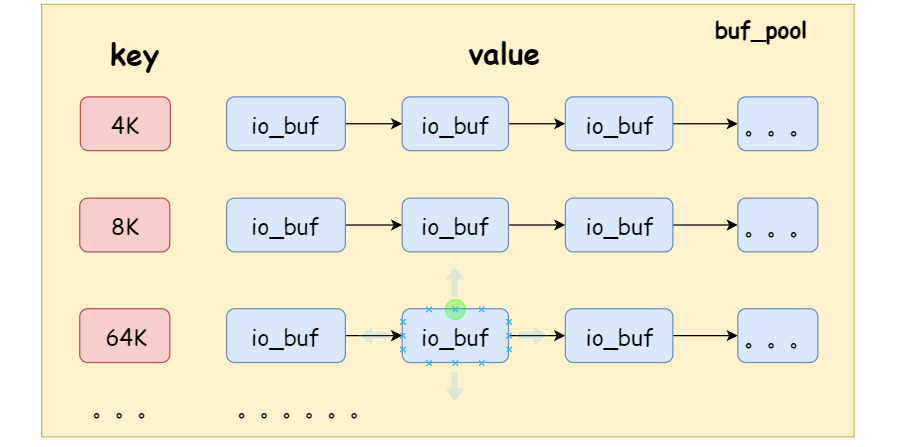 buf_pool
key value
4K io_buf io_buf io_buf 。。。
8K io_buf io_buf io_buf 。。。
64K io_buf io_buf io_buf 。。。
。。。 。。。。。。